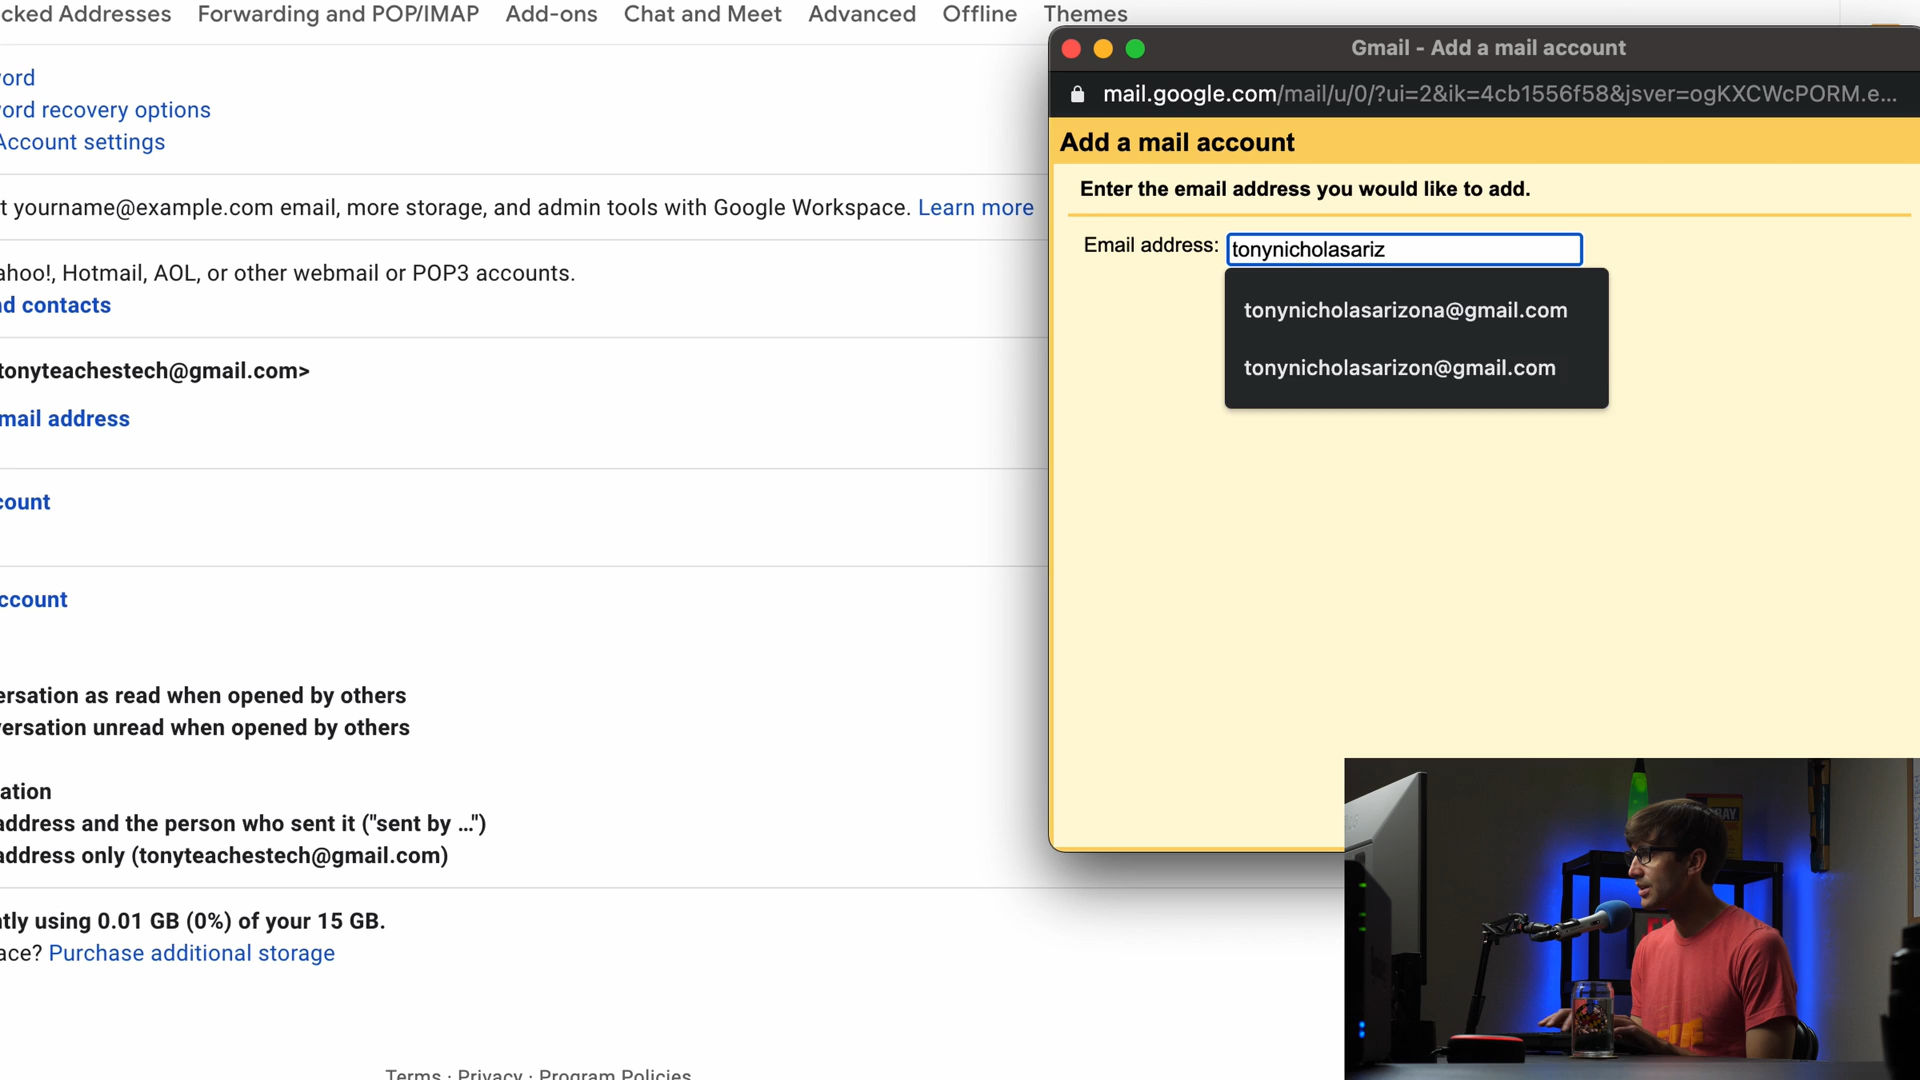 cked Addresses Forwarding and POP/IMAP Add-ons Chat and Meet Advanced Offline Themes
ord
ord recovery options
Account settings
t yourname@example.com email, more storage, and admin tools with Google Workspace. Learn more
ahoo!, Hotmail, AOL, or other webmail or POP3 accounts.
nd contacts
tonyteachestech@gmail.com>
mail address
count
ccount
ersation as read when opened by others
versation unread when opened by others
ation
address and the person who sent it ("sent by ...")
address only (tonyteachestech@gmail.com)
ntly using 0.01 GB (0%) of your 15 GB.
ace? Purchase additional storage
Terms · Privacy · Program Policies
Gmail - Add a mail account
mail.google.com/mail/u/0/?ui=2&ik=4cb1556f58&jsver=ogKXCWcPORM.e...
Add a mail account
Enter the email address you would like to add.
Email address: tonynicholasariz
tonynicholasarizona@gmail.com
tonynicholasarizon@gmail.com